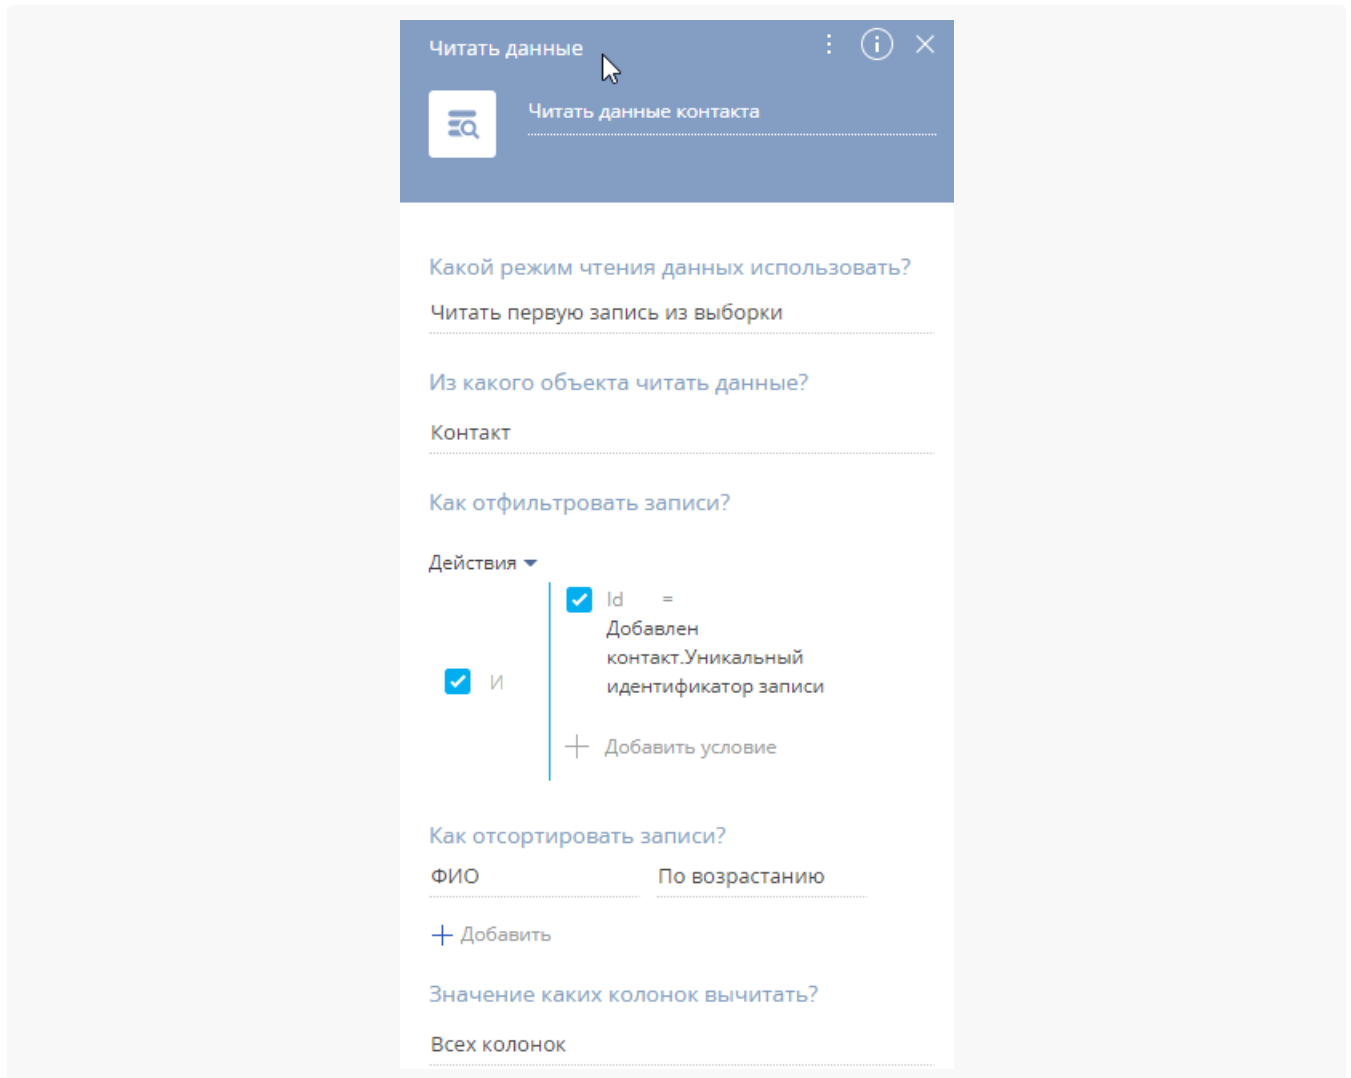 Читать данные
Читать данные контакта
Какой режим чтения данных использовать?
Читать первую запись из выборки
Из какого объекта читать данные?
Контакт
Как отфильтровать записи?
Действия
Id =
Добавлен
контакт.Уникальный
идентификатор записи
И
Добавить условие
Как отсортировать записи?
ФИО По возрастанию
Добавить
Значение каких колонок вычитать?
Всех колонок